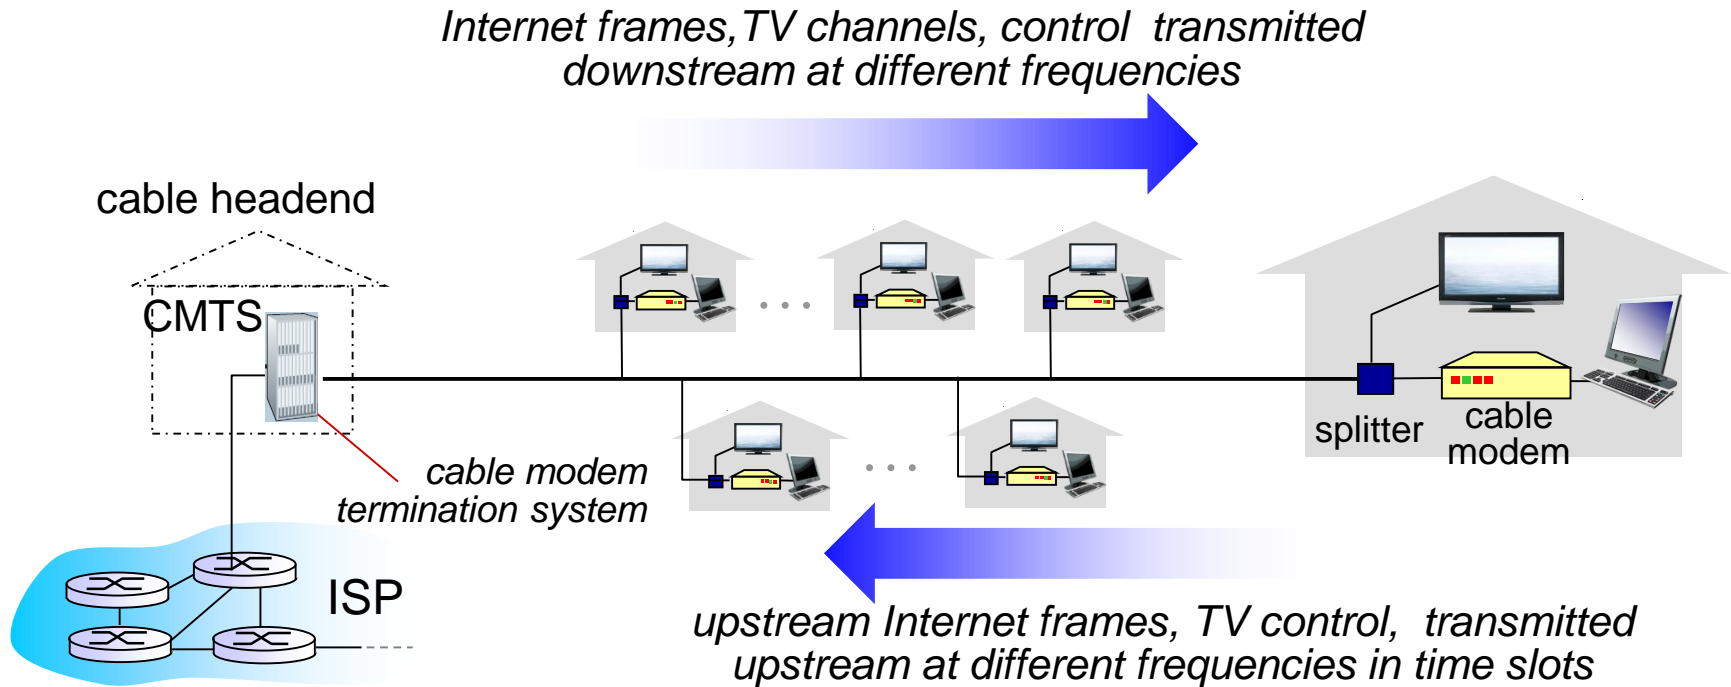 Internet frames, TV channels, control transmitted
downstream at different frequencies
cable headend
CMTS
splitter
cable
modem
cable modem
termination system
ISP
upstream Internet frames, TV control, transmitted
upstream at different frequencies in time slots